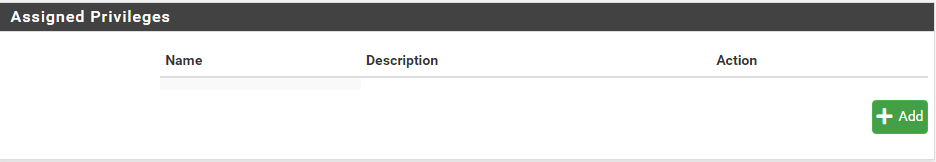 Assigned Privileges
Name Description Action
Add